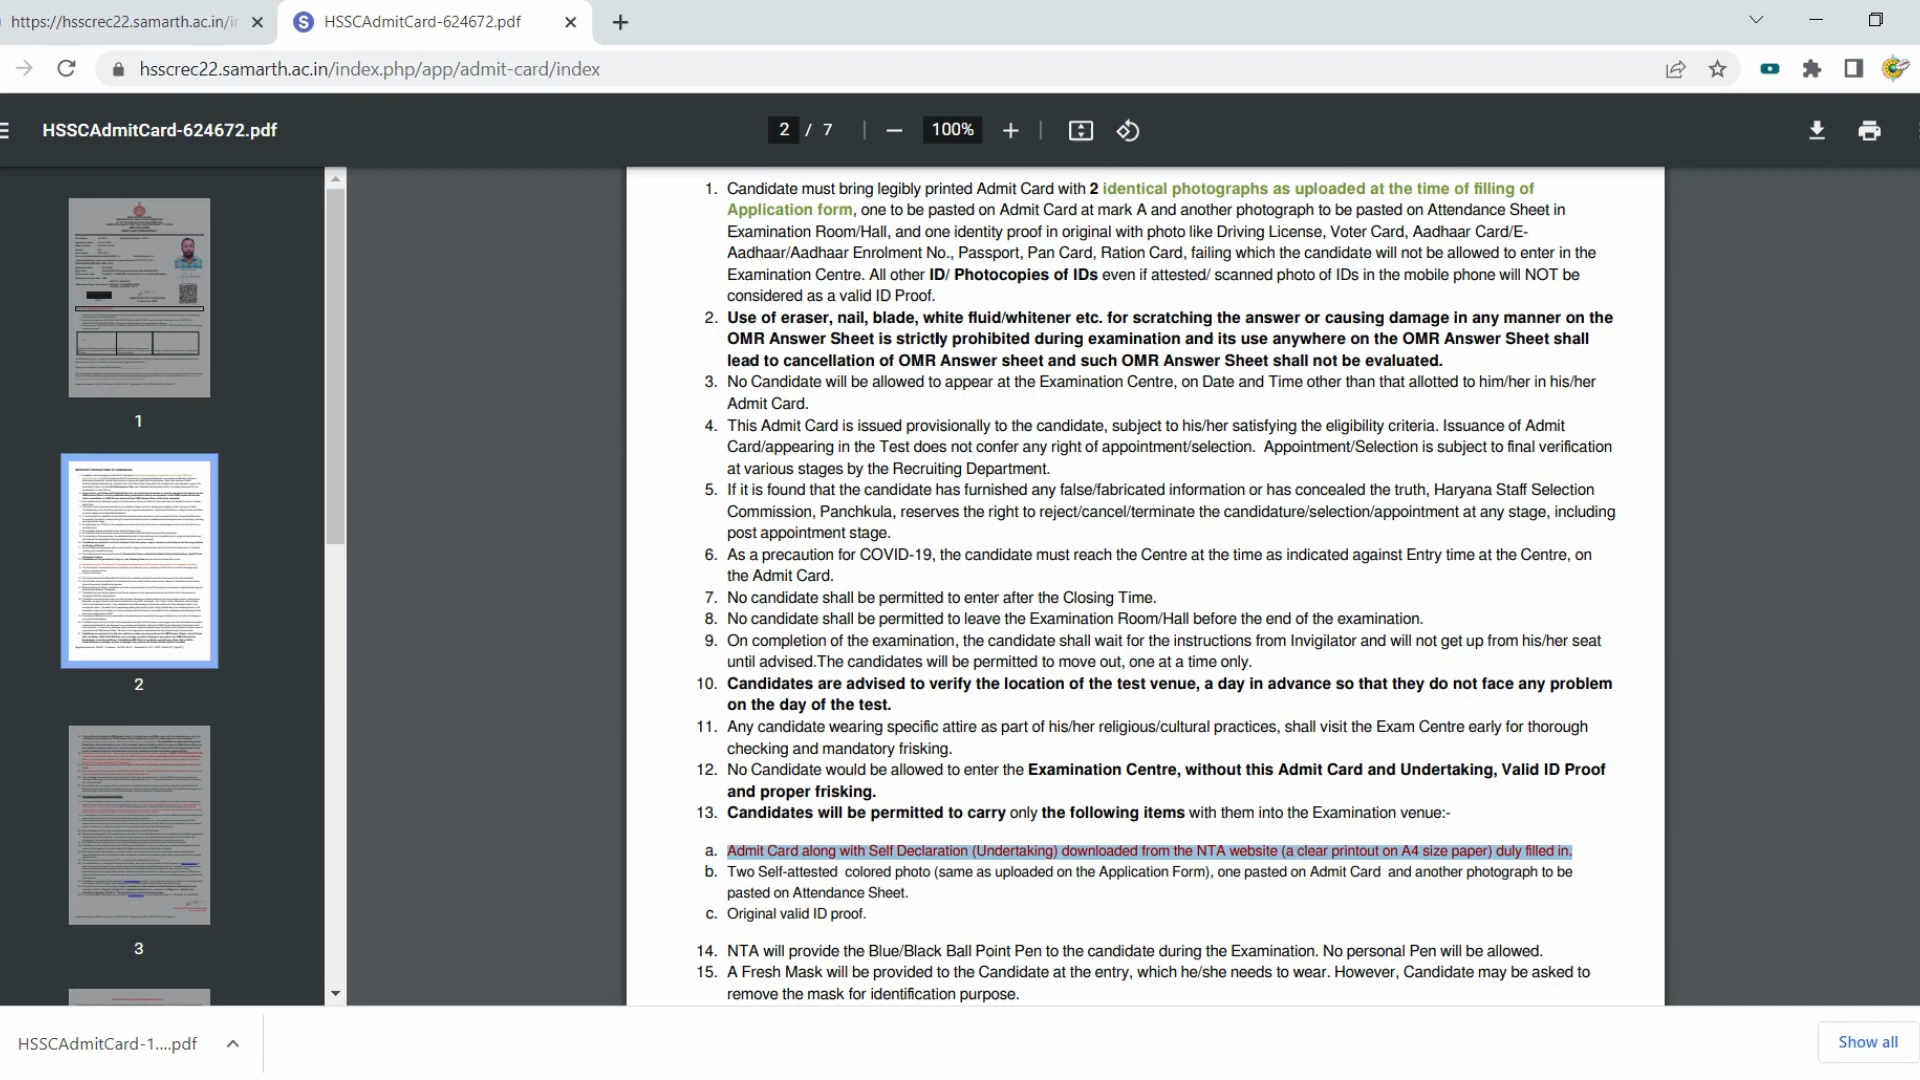 https://hsscrec22.samarth.ac.in/in
HSSCAdmitCard-624672.pdf
hsscrec22.samarth.ac.in/index.php/app/admit-card/index
HSSCAdmitCard-624672.pdf
2 / 7
100%
1
2
3
1. Candidate must bring legibly printed Admit Card with 2 identical photographs as uploaded at the time of filling of
Application form, one to be pasted on Admit Card at mark A and another photograph to be pasted on Attendance Sheet in
Examination Room/Hall, and one identity proof in original with photo like Driving License, Voter Card, Aadhaar Card/E-
Aadhaar/Aadhaar Enrolment No., Passport, Pan Card, Ration Card, failing which the candidate will not be allowed to enter in the
Examination Centre. All other ID/ Photocopies of IDs even if attested/ scanned photo of IDs in the mobile phone will NOT be
considered as a valid ID Proof.
2. Use of eraser, nail, blade, white fluid/whitener etc. for scratching the answer or causing damage in any manner on the
OMR Answer Sheet is strictly prohibited during examination and its use anywhere on the OMR Answer Sheet shall
lead to cancellation of OMR Answer sheet and such OMR Answer Sheet shall not be evaluated.
3. No Candidate will be allowed to appear at the Examination Centre, on Date and Time other than that allotted to him/her in his/her
Admit Card.
4. This Admit Card is issued provisionally to the candidate, subject to his/her satisfying the eligibility criteria. Issuance of Admit
Card/appearing in the Test does not confer any right of appointment/selection. Appointment/Selection is subject to final verification
at various stages by the Recruiting Department.
5. If it is found that the candidate has furnished any false/fabricated information or has concealed the truth, Haryana Staff Selection
Commission, Panchkula, reserves the right to reject/cancel/terminate the candidature/selection/appointment at any stage, including
post appointment stage.
6. As a precaution for COVID-19, the candidate must reach the Centre at the time as indicated against Entry time at the Centre, on
the Admit Card.
7. No candidate shall be permitted to enter after the Closing Time.
8. No candidate shall be permitted to leave the Examination Room/Hall before the end of the examination.
9. On completion of the examination, the candidate shall wait for the instructions from Invigilator and will not get up from his/her seat
until advised.The candidates will be permitted to move out, one at a time only.
10. Candidates are advised to verify the location of the test venue, a day in advance so that they do not face any problem
on the day of the test.
11. Any candidate wearing specific attire as part of his/her religious/cultural practices, shall visit the Exam Centre early for thorough
checking and mandatory frisking.
12. No Candidate would be allowed to enter the Examination Centre, without this Admit Card and Undertaking, Valid ID Proof
and proper frisking.
13. Candidates will be permitted to carry only the following items with them into the Examination venue:-
a. Admit Card along with Self Declaration (Undertaking) downloaded from the NTA website (a clear printout on A4 size paper) duly filled in.
b. Two Self-attested colored photo (same as uploaded on the Application Form), one pasted on Admit Card and another photograph to be
pasted on Attendance Sheet.
c. Original valid ID proof.
14. NTA will provide the Blue/Black Ball Point Pen to the candidate during the Examination. No personal Pen will be allowed.
15. A Fresh Mask will be provided to the Candidate at the entry, which he/she needs to wear. However, Candidate may be asked to
remove the mask for identification purpose.
HSSCAdmitCard-1....pdf
Show all